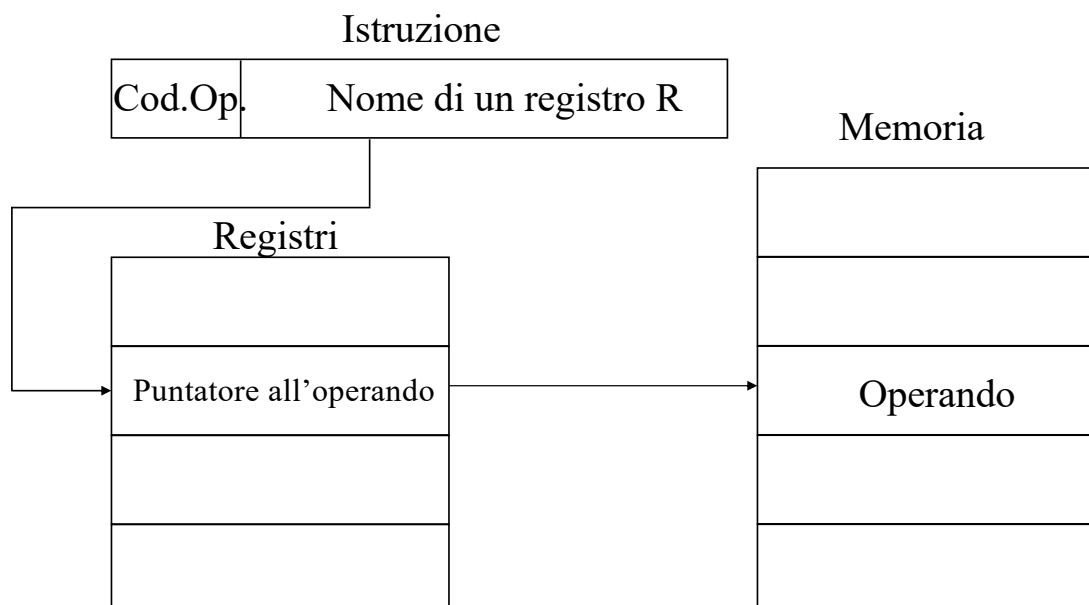 Istruzione
Cod.Op. Nome di un registro R
Memoria
Registri
Puntatore all’operando
Operando